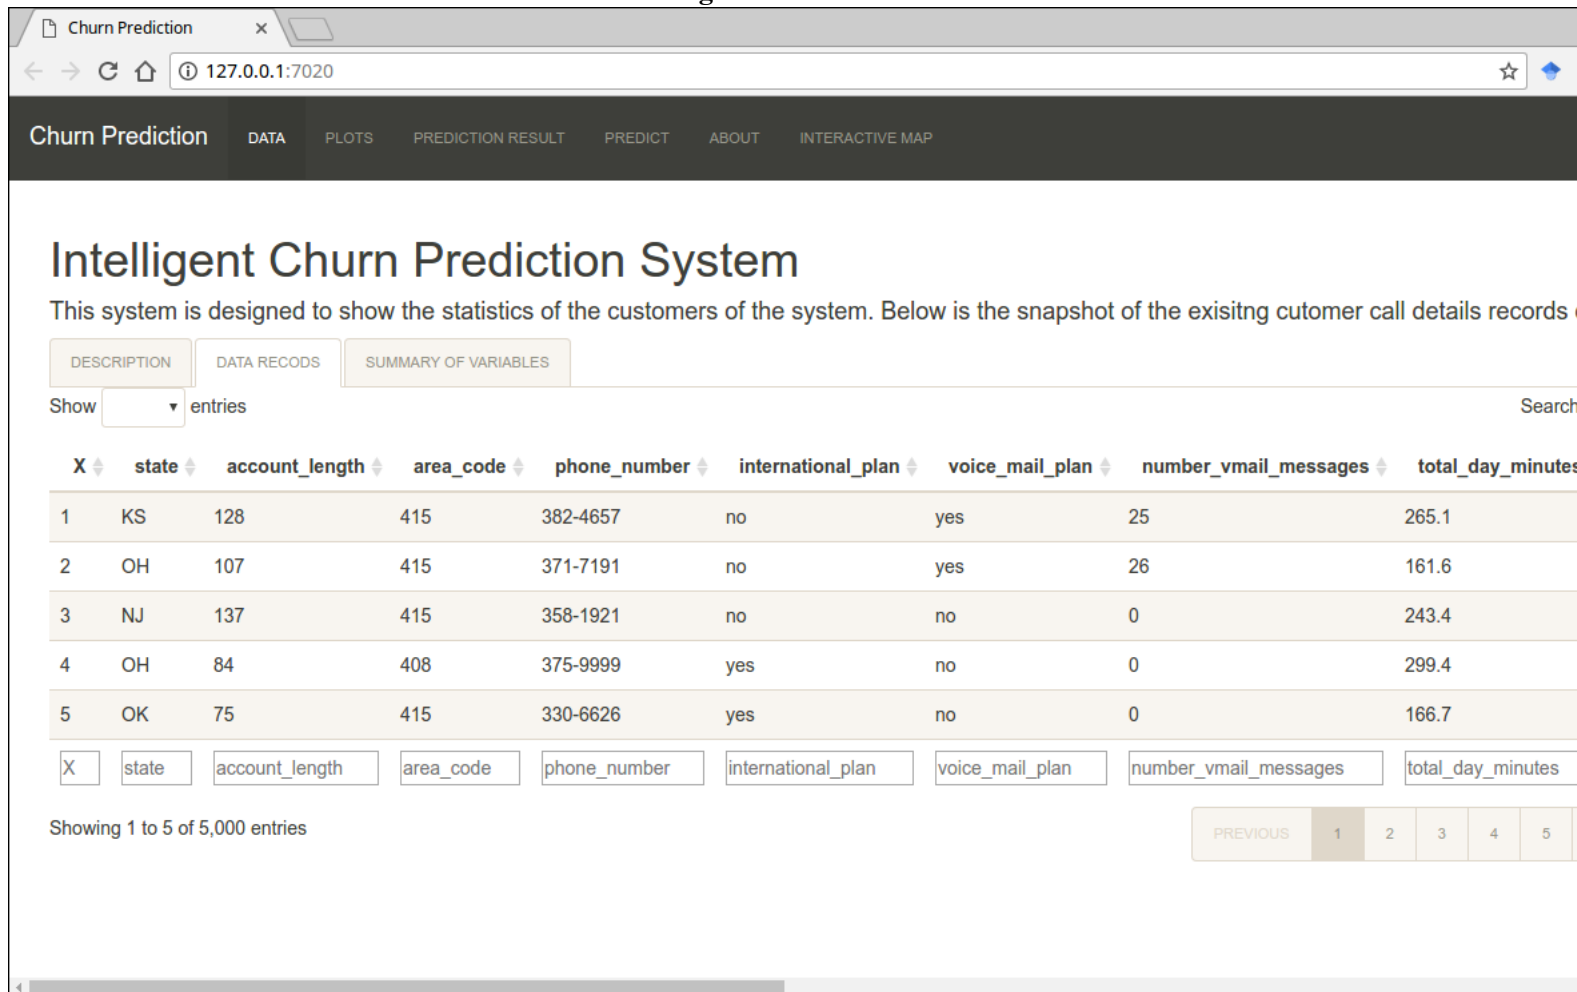 Churn Prediction
127.0.0.1:7020
Churn Prediction DATA PLOTS PREDICTION RESULT PREDICT ABOUT INTERACTIVE MAP
Intelligent Churn Prediction System
This system is designed to show the statistics of the customers of the system. Below is the snapshot of the exisitng cutomer call details records
DESCRIPTION DATA RECODS SUMMARY OF VARIABLES
Show entries Search
X state account_length area_code phone_number international_plan voice_mail_plan number_vmail_messages total_day_minutes
1 KS 128 415 382-4657 no yes 25 265.1
2 OH 107 415 371-7191 no yes 26 161.6
3 NJ 137 415 358-1921 no no 0 243.4
4 OH 84 408 375-9999 yes no 0 299.4
5 OK 75 415 330-6626 yes no 0 166.7
X state account_length area_code phone_number international_plan voice_mail_plan number_vmail_messages total_day_minutes
Showing 1 to 5 of 5,000 entries PREVIOUS 1 2 3 4 5